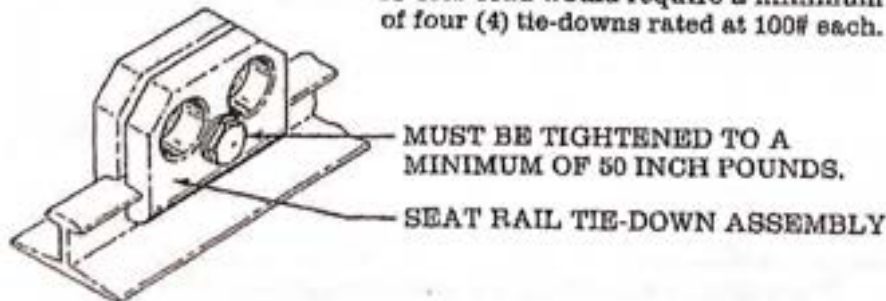 of four (4) tie-downs rated at 100# each.
MUST BE TIGHTENED TO A
MINIMUM OF 50 INCH POUNDS.
SEAT RAIL TIE-DOWN ASSEMBLY